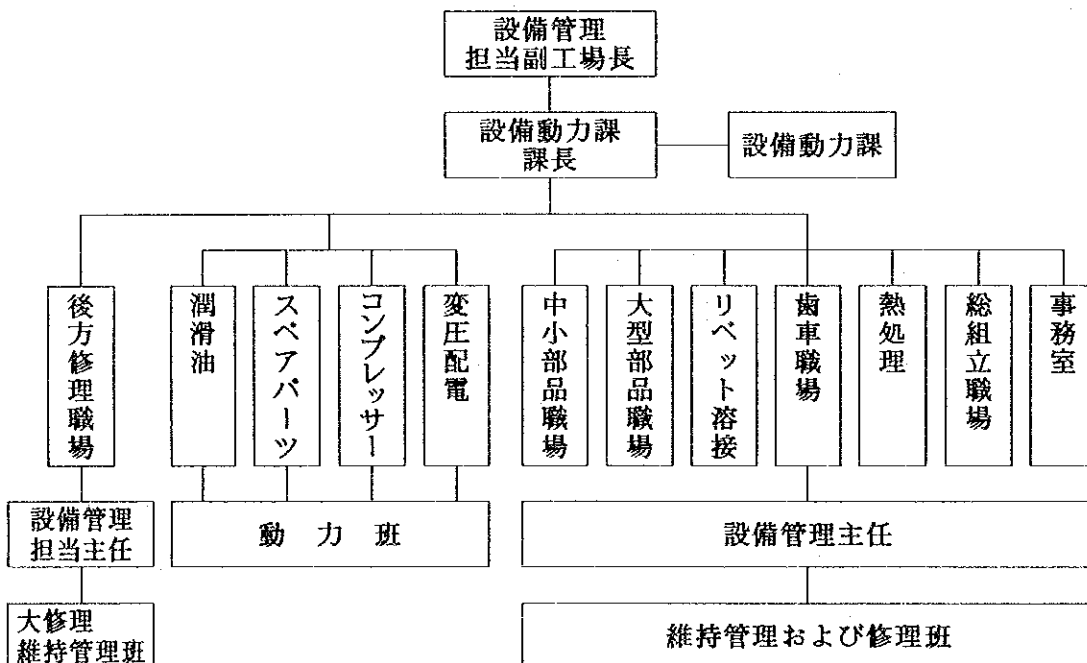 設備管理
担当副工場長
設備動力課
課長
設備動力課
後方修理職場
潤滑油
スペアパーツ
コンプレッサー
変圧配電
中小部品職場
大型部品職場
リベット溶接
歯車職場
熱処理
総組立職場
事務室
設備管理
担当主任
動力班
設備管理主任
大修理
維持管理班
維持管理および修理班